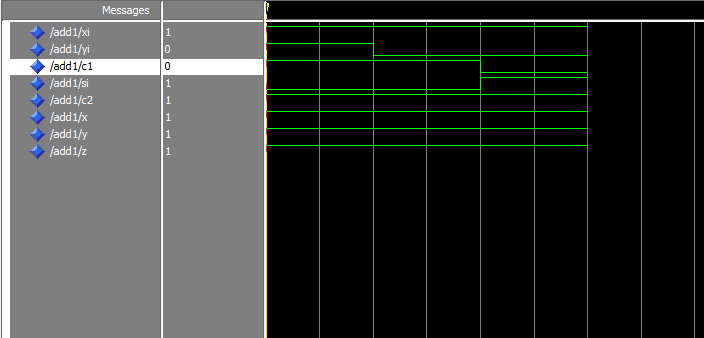 Messages
/add1/xi 1
/add1/yi 0
/add1/c1 0
/add1/si 1
/add1/c2 1
/add1/x 1
/add1/y 1
/add1/z 1